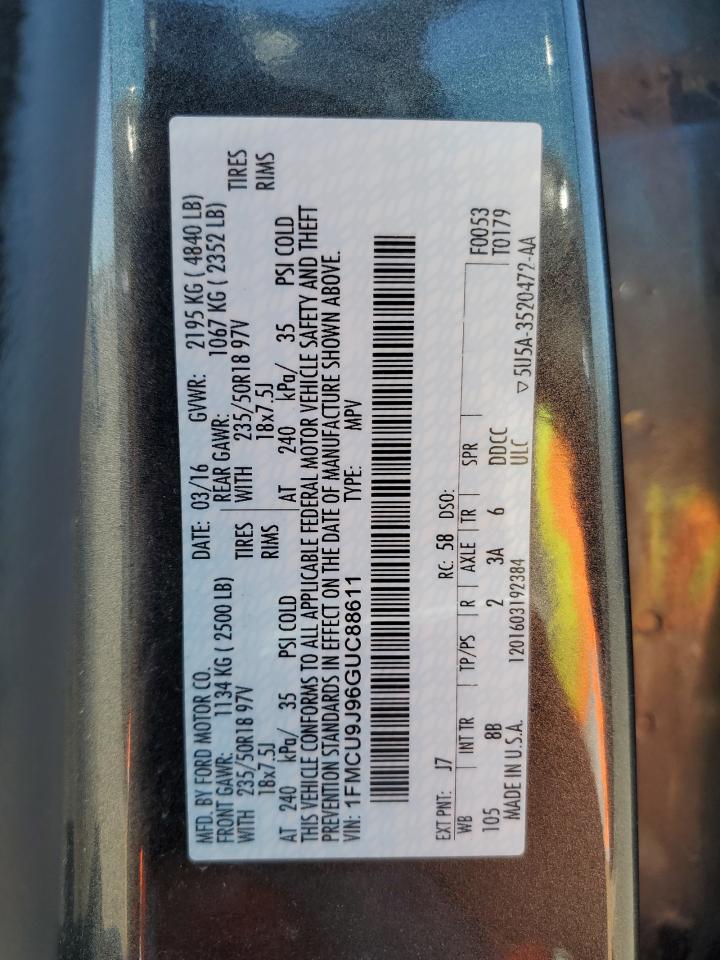 MFD. BY FORD MOTOR CO. DATE: 03/16 GVWR: 2195 KG ( 4840 LB)
FRONT GAWR: 1134 KG ( 2500 LB) REAR GAWR: 1067 KG ( 2352 LB)
WITH 235/50R18 97V TIRES WITH 235/50R18 97V TIRES
18x7.5J RIMS 18x7.5J RIMS
AT 240 kPa/ 35 PSI COLD AT 240 kPa/ 35 PSI COLD
THIS VEHICLE CONFORMS TO ALL APPLICABLE FEDERAL MOTOR VEHICLE SAFETY AND THEFT
PREVENTION STANDARDS IN EFFECT ON THE DATE OF MANUFACTURE SHOWN ABOVE.
VIN: 1FMCU9J96GUC88611 TYPE: MPV
EXT PNT: J7 RC: 58 DSO: F0053
WB INT TR TP/PS R AXLE TR SPR T0179
105 8B 2 3A 6 DDCC
MADE IN U.S.A. 1201603192384 ULC ▽ 5U5A-3520472-AA